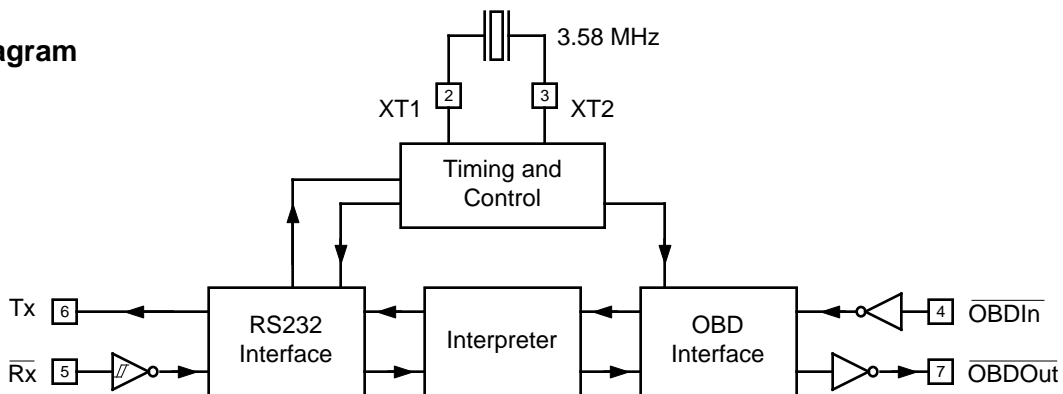 agram
3.58 MHz
2
3
XT1
XT2
Timing and
Control
Tx
6
RS232
Interface
Interpreter
OBD
Interface
4
OBDIn
Rx
5
7
OBDOut